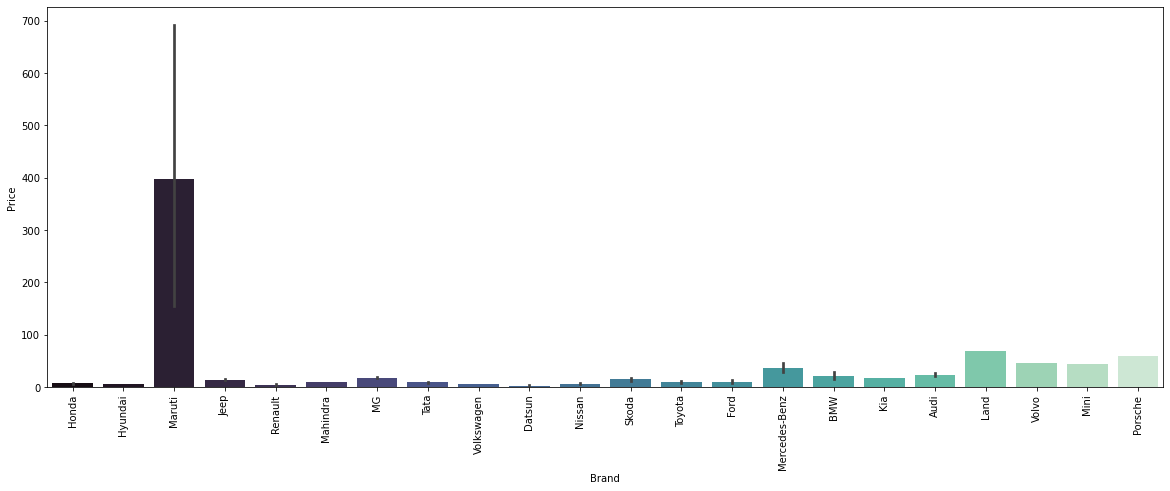 700
600
500
400
300
200
100
0
Price
Honda
Hyundai
Maruti
Jeep
Renault
Mahindra
MG
Tata
Volkswagen
Datsun
Nissan
Skoda
Toyota
Ford
Mercedes-Benz
BMW
Kia
Audi
Land
Volvo
Mini
Porsche
Brand